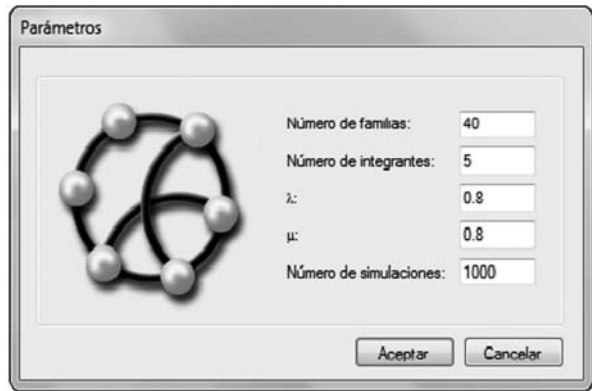 Parámetros
Número de familias: 40
Número de integrantes: 5
λ: 0.8
μ: 0.8
Número de simulaciones: 1000
Aceptar Cancelar